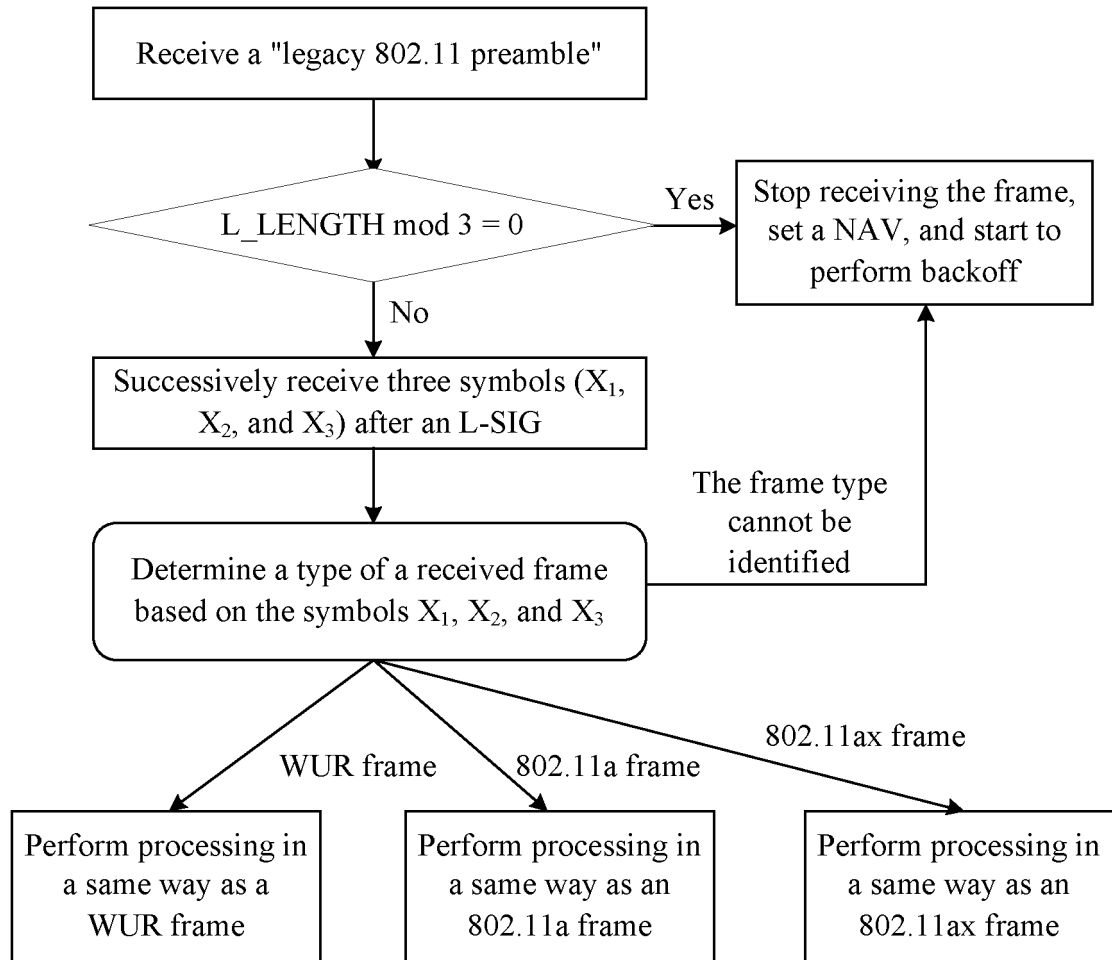 Receive a "legacy 802.11 preamble"
L_LENGTH mod 3 = 0
Yes
Stop receiving the frame,
set a NAV, and start to
perform backoff
No
Successively receive three symbols (X₁,
X₂, and X₃) after an L-SIG
The frame type
cannot be
identified
Determine a type of a received frame
based on the symbols X₁, X₂, and X₃
WUR frame
802.11a frame
802.11ax frame
Perform processing in
a same way as a
WUR frame
Perform processing in
a same way as an
802.11a frame
Perform processing in
a same way as an
802.11ax frame